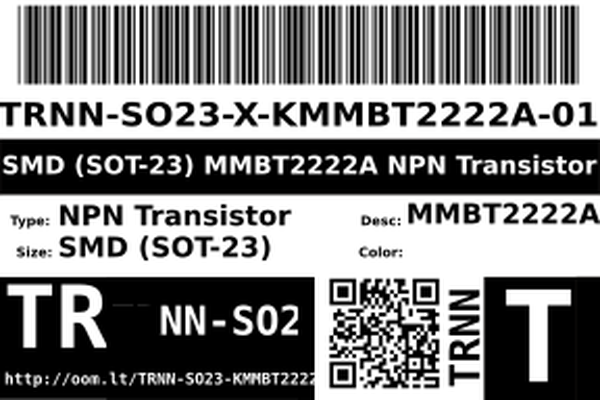 TRNN-SO23-X-KMMBT2222A-01
SMD (SOT-23) MMBT2222A NPN Transistor
Type: NPN Transistor
Desc: MMBT2222A
Size: SMD (SOT-23)
Color:
TR NN-S02
http://oom.lt/TRNN-SO23-KMMBT2222
TRNN
T